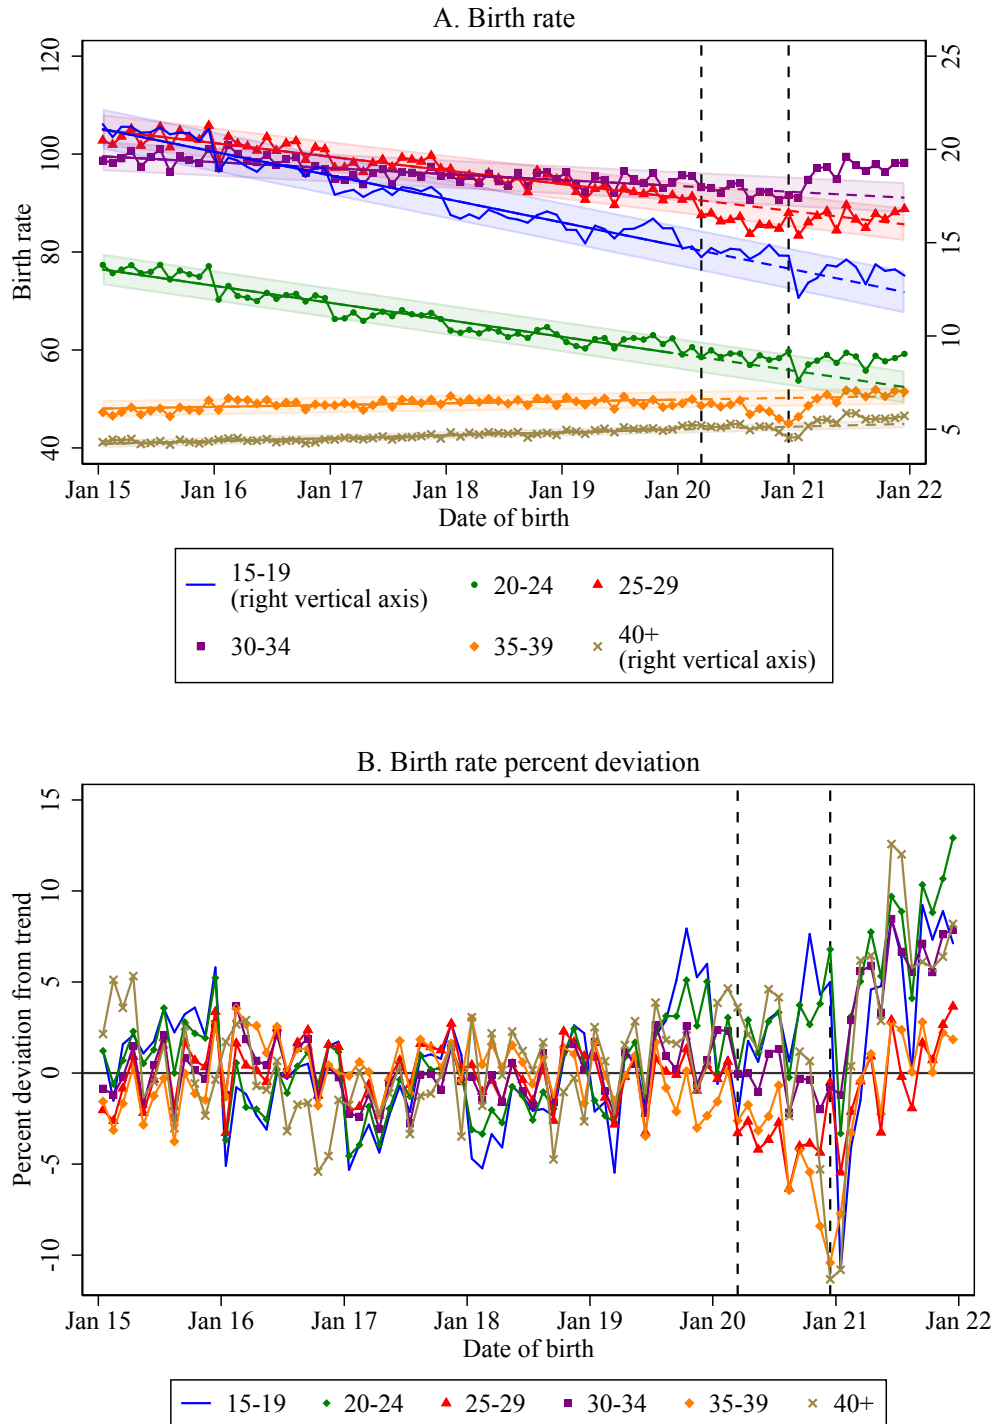 A. Birth rate
120
100
80
60
40
Birth rate
25
20
15
10
5
Jan 15 Jan 16 Jan 17 Jan 18 Jan 19 Jan 20 Jan 21 Jan 22
Date of birth
15-19
(right vertical axis)
20-24
25-29
30-34
35-39
40+
(right vertical axis)
B. Birth rate percent deviation
15
10
5
0
-5
-10
Percent deviation from trend
Jan 15 Jan 16 Jan 17 Jan 18 Jan 19 Jan 20 Jan 21 Jan 22
Date of birth
15-19 20-24 25-29 30-34 35-39 40+